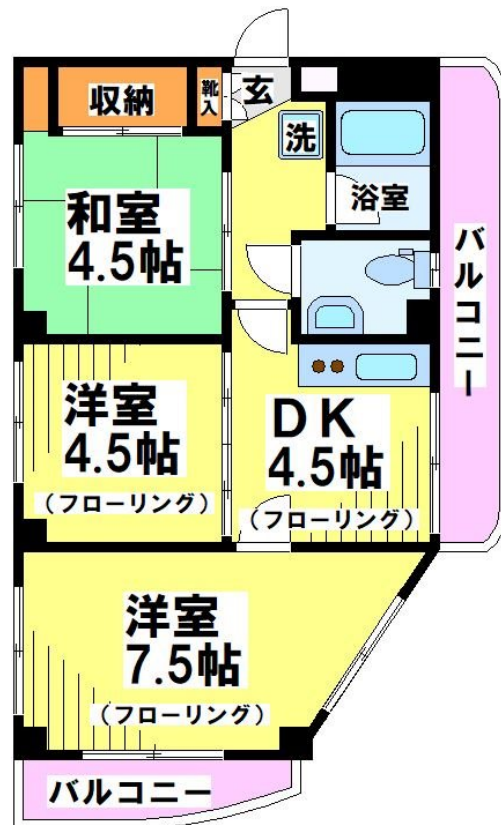 収納
靴入
玄
洗
浴室
和室
4.5帖
バルコニー
洋室
4.5帖
(フローリング)
DK
4.5帖
(フローリング)
洋室
7.5帖
(フローリング)
バルコニー